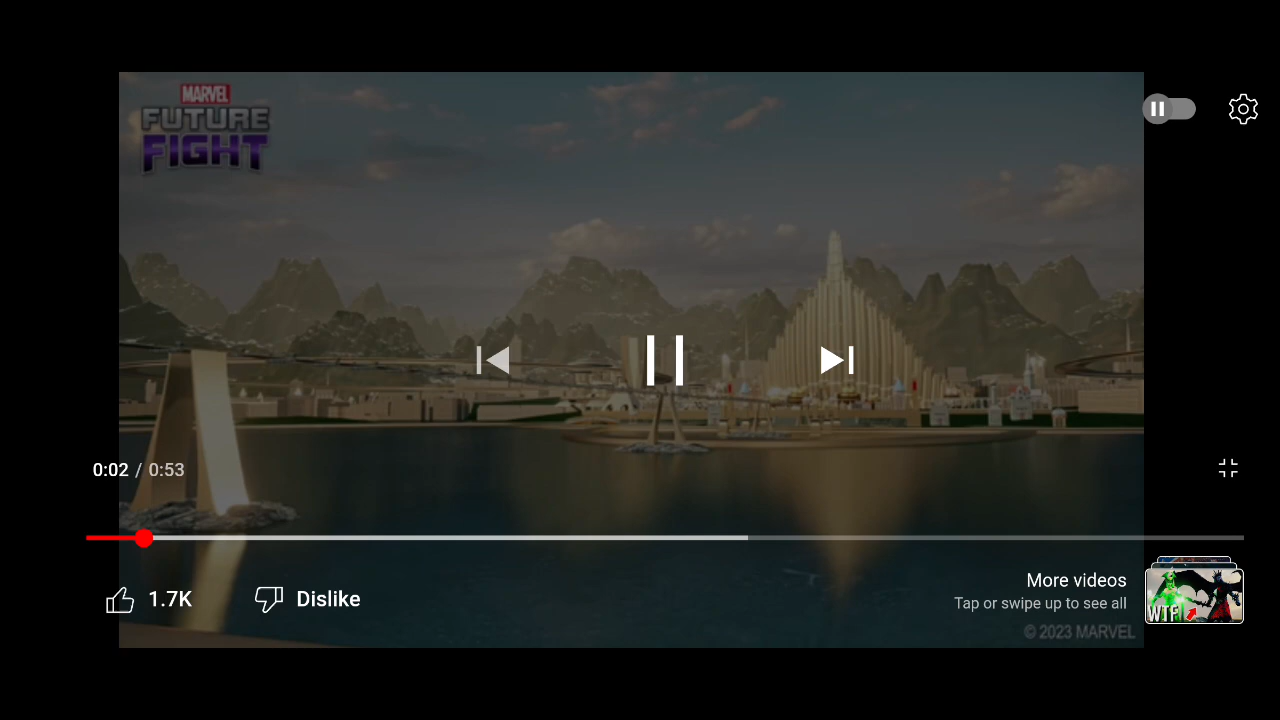 MARVEL
FUTURE
FIGHT
0:02 / 0:53
1.7K
Dislike
More videos
Tap or swipe up to see all
WTF
© 2023 MARVEL